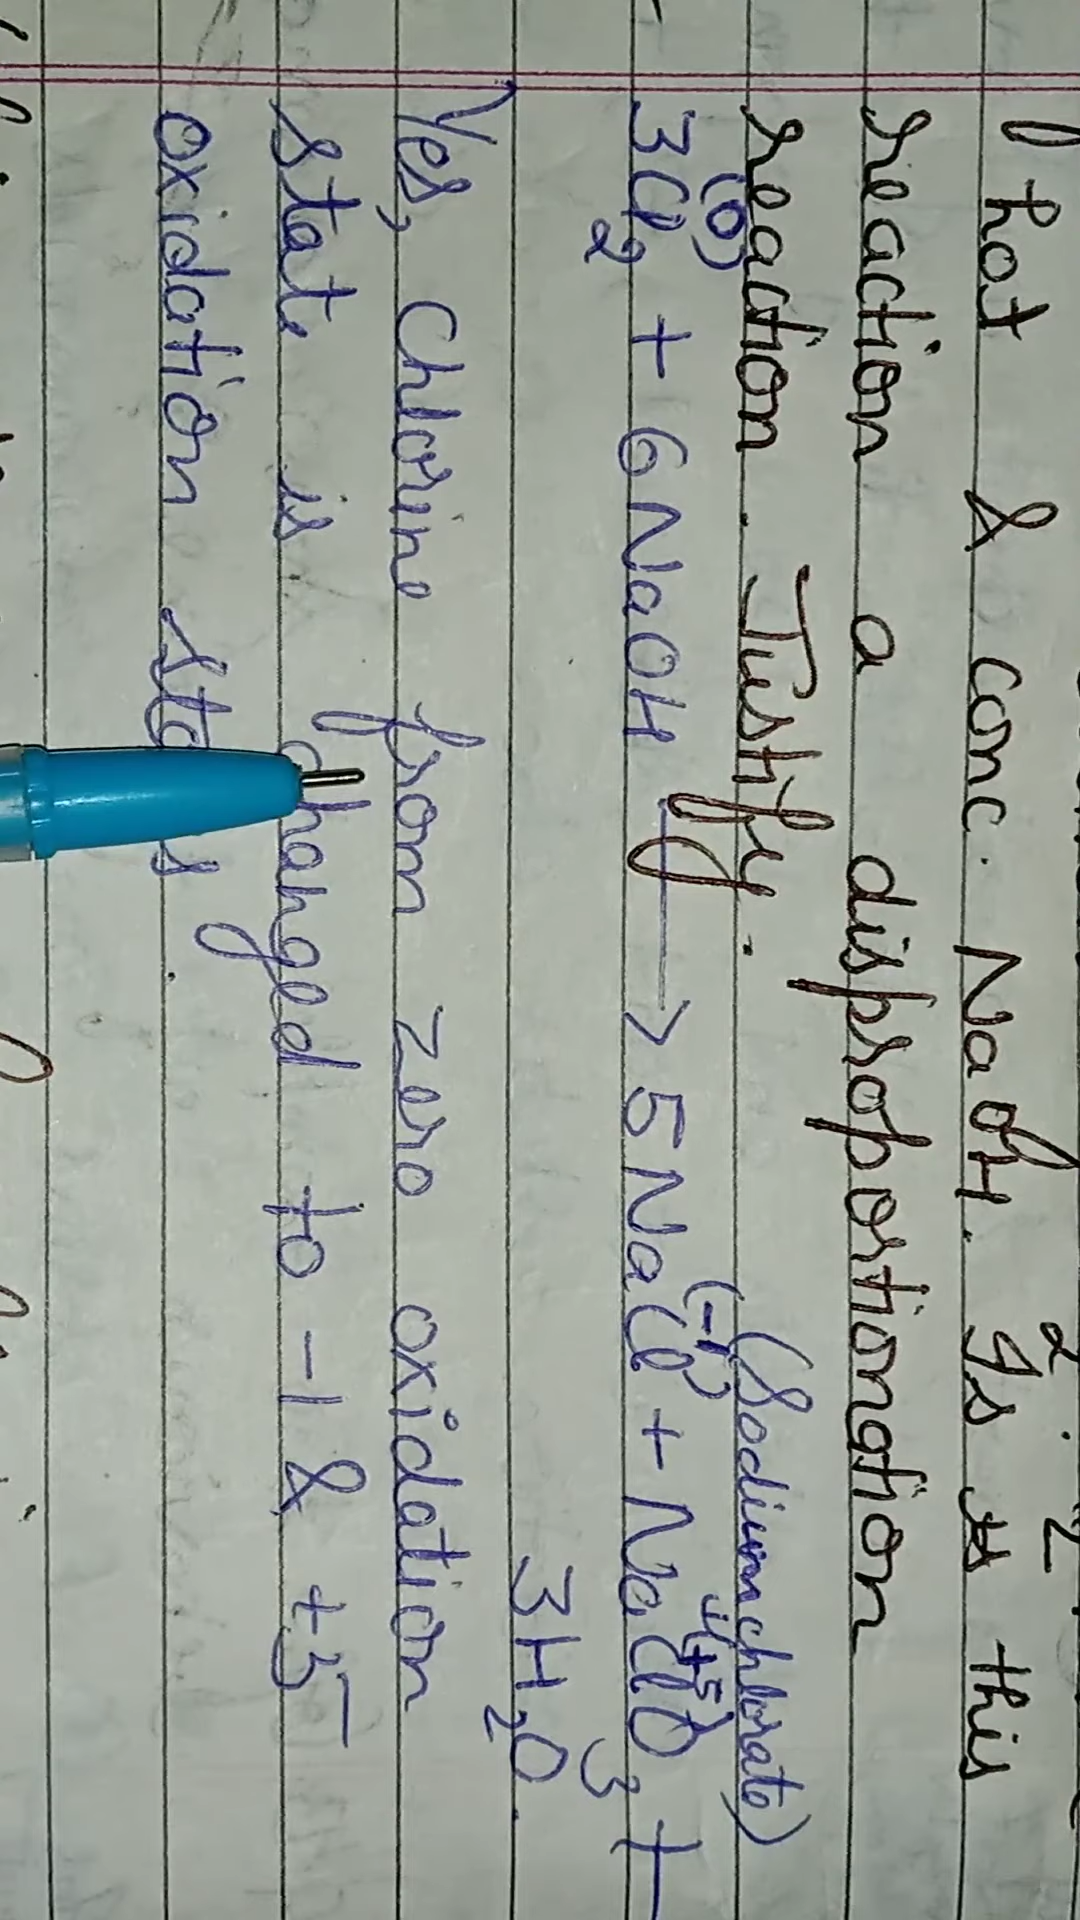 hot & conc. NaOH. Is this
reaction a disproportionation
reaction. Justify.
(Sodium chlorate)
(0) (-1) (+5)
3Cl2 + 6NaOH → 5NaCl + NaClO3 +
3H2O.
Yes, Chlorine from zero oxidation
state is changed to -1 & +5
oxidation